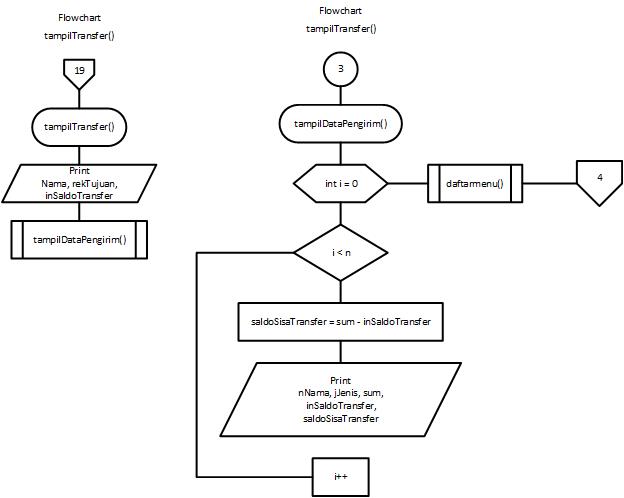 Flowchart
tampilTransfer()
19
tampilTransfer()
Print
Nama, rekTujuan,
inSaldoTransfer
tampilDataPengirim()
Flowchart
tampilTransfer()
3
tampilDataPengirim()
int i = 0
daftarmenu()
4
i < n
saldoSisaTransfer = sum - inSaldoTransfer
Print
nNama, jJenis, sum,
inSaldoTransfer,
saldoSisaTransfer
i++